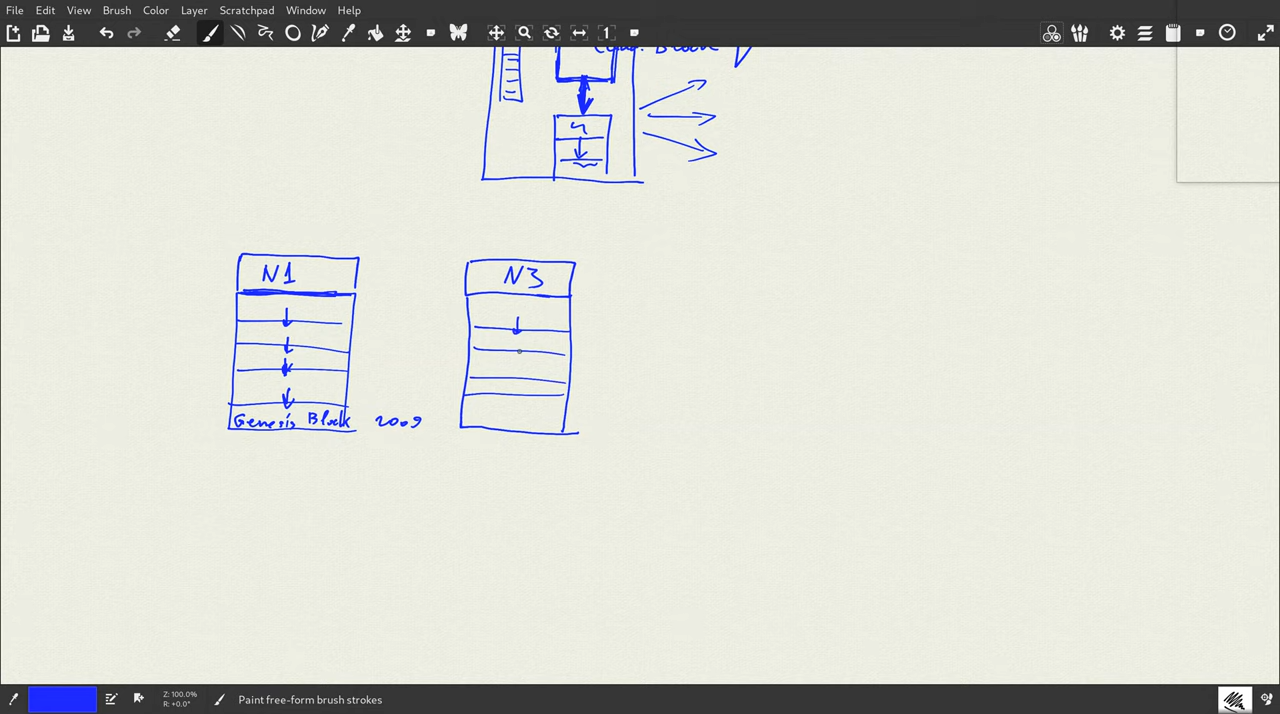 File Edit View Brush Color Layer Scratchpad Window Help
Block
N1
N3
Genesis Block 2009
Z: 100.0%
R: +0.0°
Paint free-form brush strokes